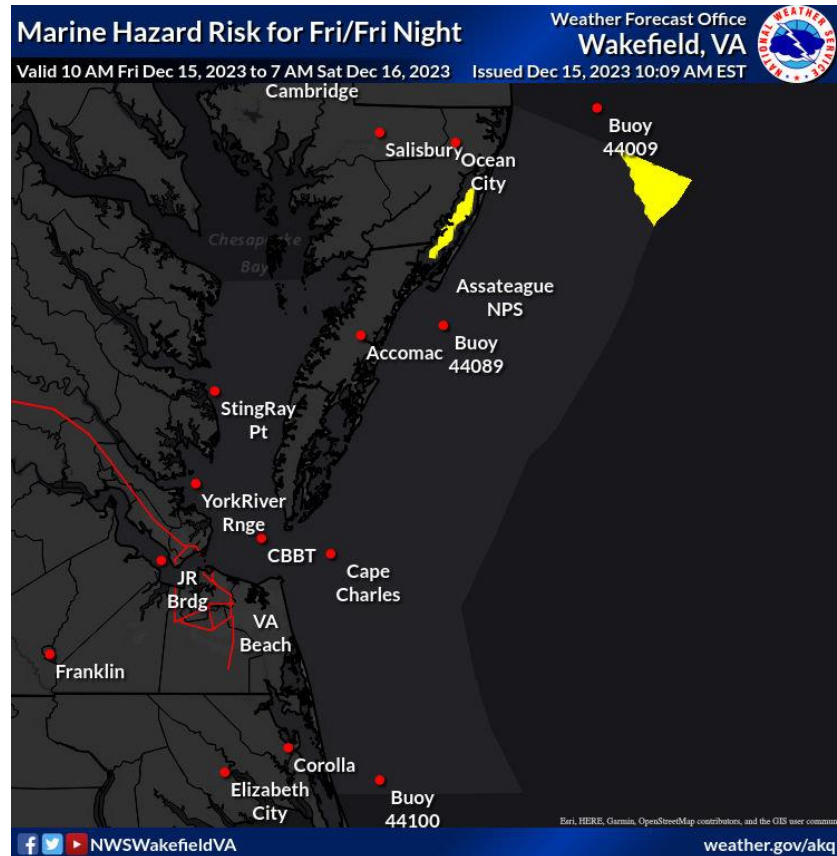 Marine Hazard Risk for Fri/Fri Night
Weather Forecast Office
Wakefield, VA
Valid 10 AM Fri Dec 15, 2023 to 7 AM Sat Dec 16, 2023
Issued Dec 15, 2023 10:09 AM EST
NATIONAL WEATHER SERVICE
Cambridge
Salisbury
Ocean
City
Buoy
44009
Chesapeake
Bay
Assateague
NPS
Accomac
Buoy
44089
StingRay
Pt
YorkRiver
Rnge
CBBT
Cape
Charles
JR
Brdg
VA
Beach
Franklin
Corolla
Elizabeth
City
Buoy
44100
Esri, HERE, Garmin, OpenStreetMap contributors, and the GIS user commun
NWSWakefieldVA
weather.gov/akq